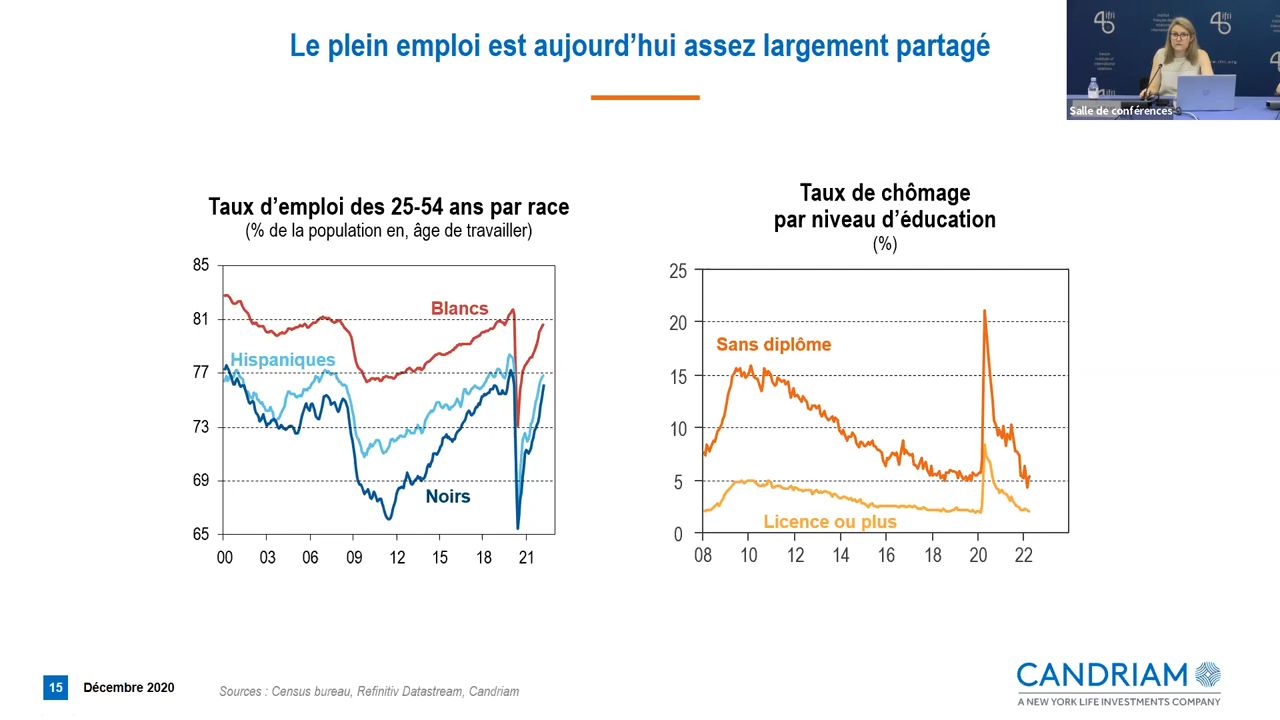 Le plein emploi est aujourd’hui assez largement partagé
ifri
ifri
Salle de conférences
Taux d’emploi des 25-54 ans par race
(% de la population en, âge de travailler)
85
81
77
73
69
65
Blancs
Hispaniques
Noirs
00 03 06 09 12 15 18 21
Taux de chômage
par niveau d’éducation
(%)
25
20
15
10
5
0
Sans diplôme
Licence ou plus
08 10 12 14 16 18 20 22
15 Décembre 2020
Sources : Census bureau, Refinitiv Datastream, Candriam
CANDRIAM
A NEW YORK LIFE INVESTMENTS COMPANY